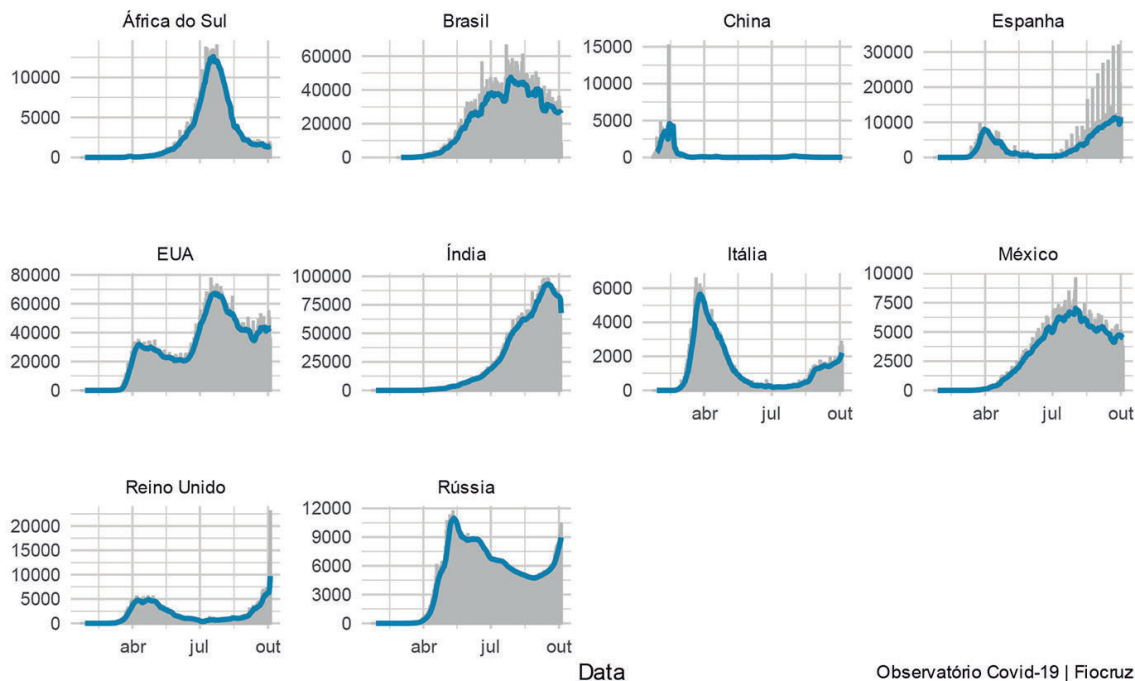 África do Sul
10000
5000
0
Brasil
60000
40000
20000
0
China
15000
10000
5000
0
Espanha
30000
20000
10000
0
EUA
80000
60000
40000
20000
0
Índia
100000
75000
50000
25000
0
Itália
6000
4000
2000
0
abr jul out
México
10000
7500
5000
2500
0
abr jul out
Reino Unido
20000
15000
10000
5000
0
abr jul out
Rússia
12000
9000
6000
3000
0
abr jul out
Data
Observatório Covid-19 | Fiocruz